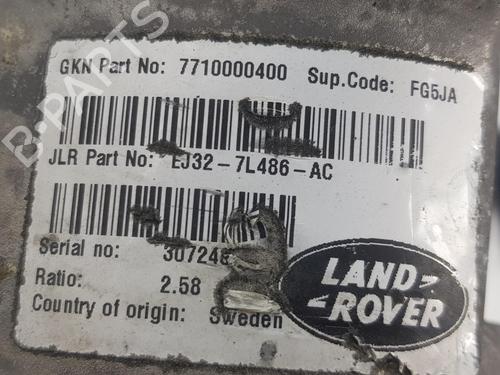 GKN Part No: 7710000400 Sup.Code: FG5JA
JLR Part No: EJ32-7L486-AC
Serial no:
Ratio: 2.58
Country of origin: Sweden
LAND
ROVER